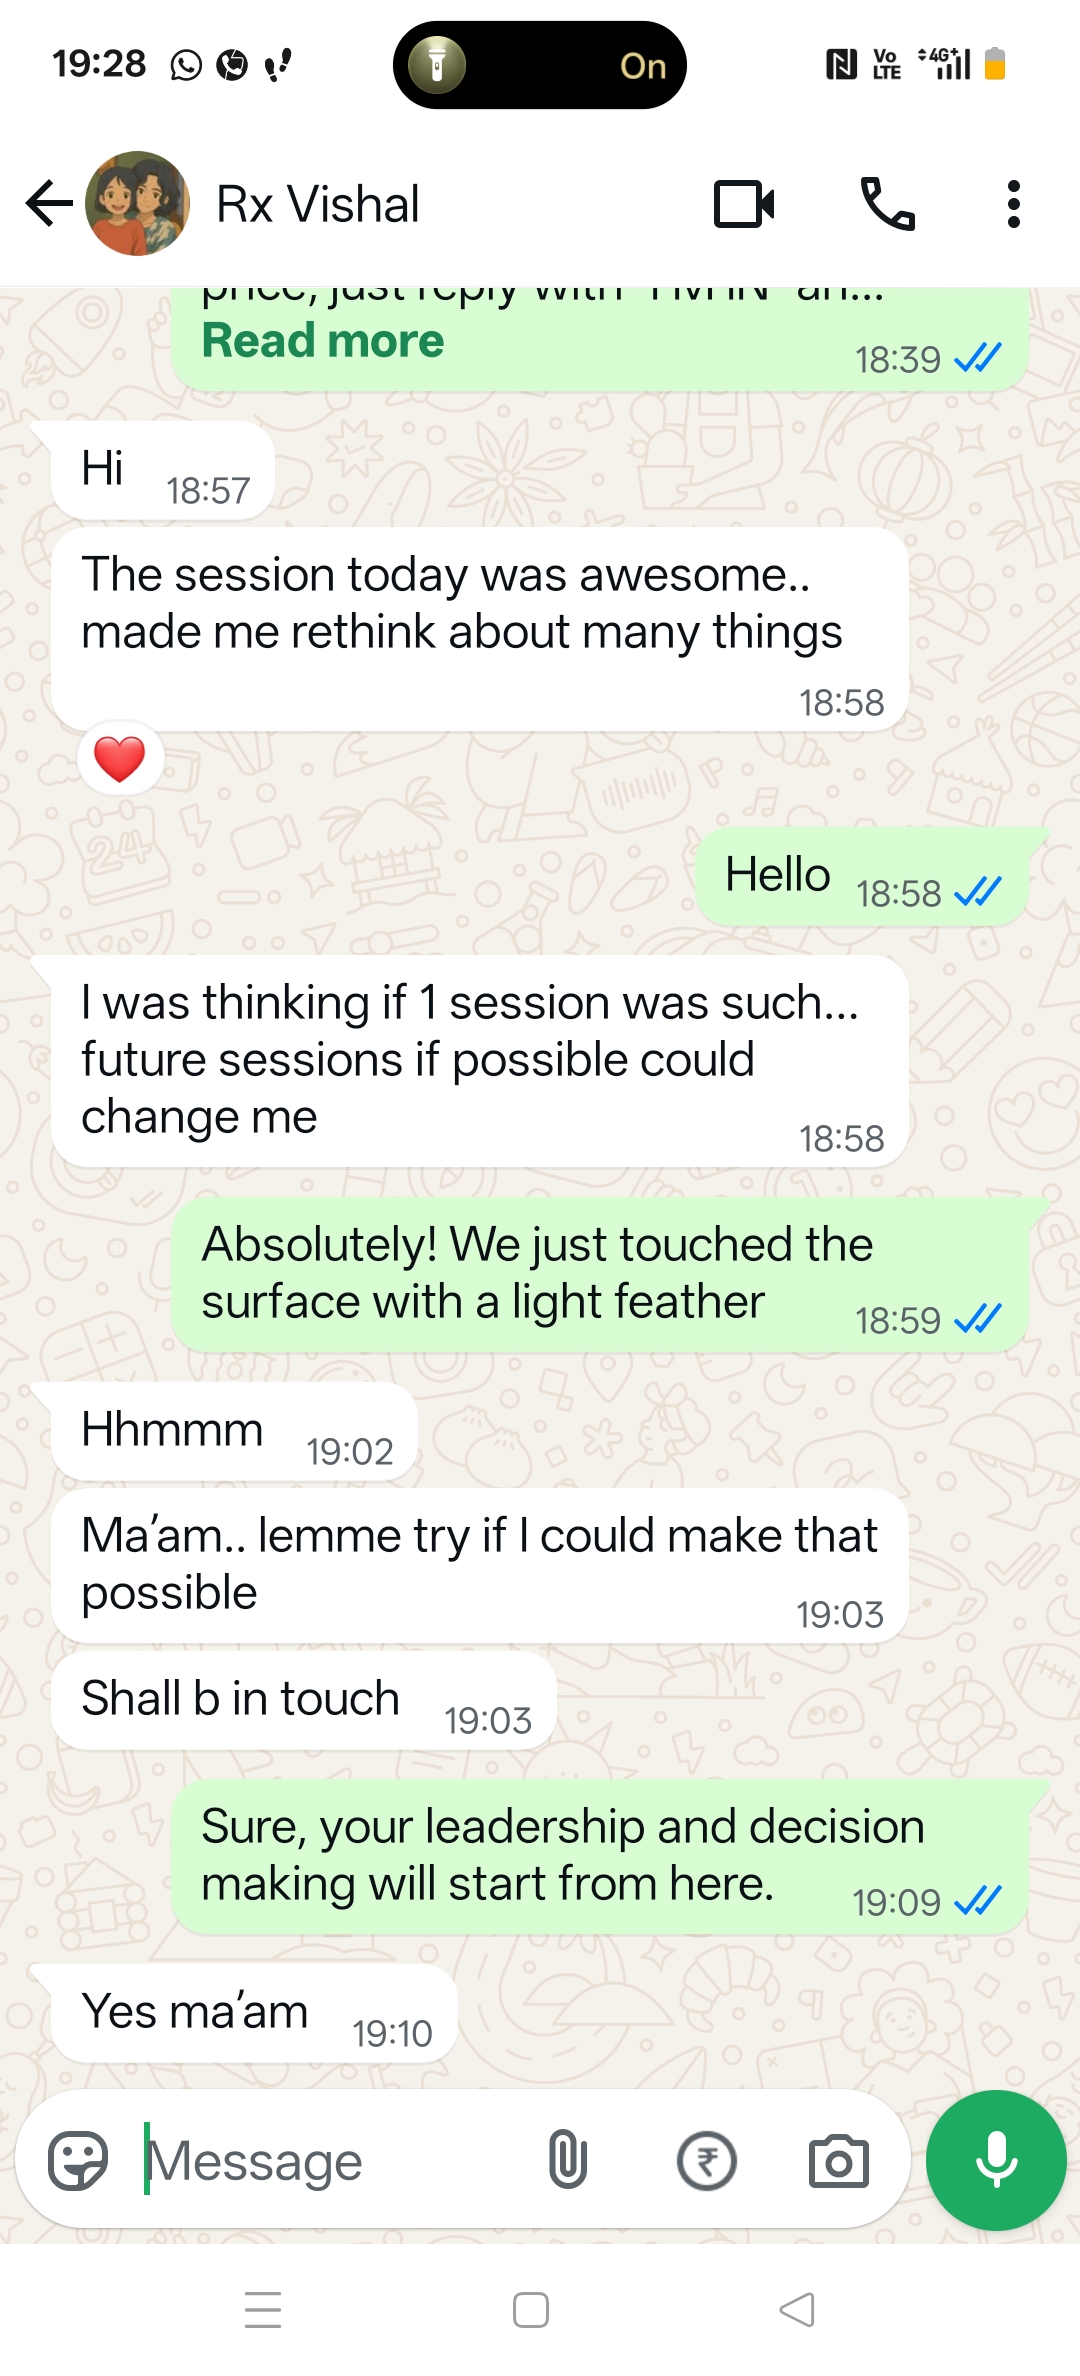 19:28
On
Vo
LTE
4G+
Rx Vishal
price, just reply with
Read more
18:39
Hi
18:57
The session today was awesome..
made me rethink about many things
18:58
Hello
18:58
I was thinking if 1 session was such...
future sessions if possible could
change me
18:58
Absolutely! We just touched the
surface with a light feather
18:59
Hhmmm
19:02
Ma'am.. lemme try if I could make that
possible
19:03
Shall b in touch
19:03
Sure, your leadership and decision
making will start from here.
19:09
Yes ma'am
19:10
Message